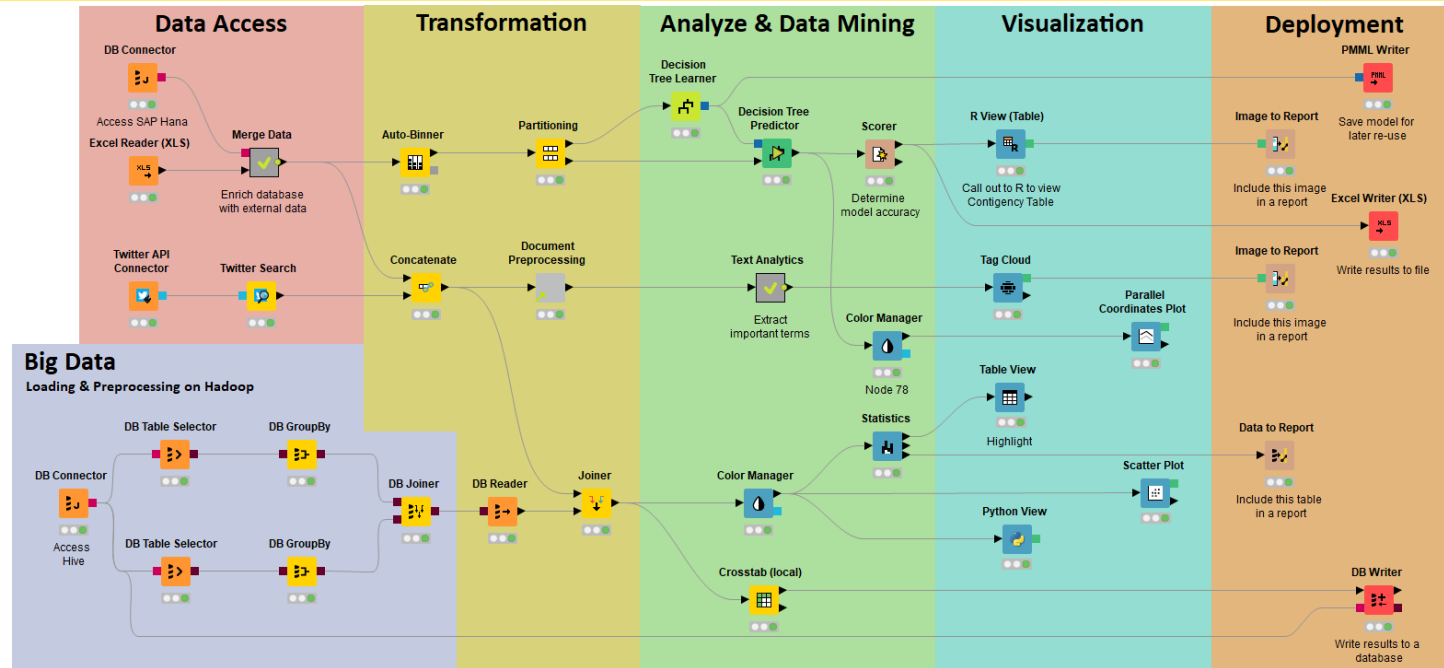 Data Access
Transformation
Analyze & Data Mining
Visualization
Deployment
DB Connector
Access SAP Hana
Excel Reader (XLS)
XLS
Merge Data
Enrich database
with external data
Twitter API
Connector
Twitter Search
Auto-Binner
Partitioning
Concatenate
Document
Preprocessing
Decision
Tree Learner
Decision Tree
Predictor
Scorer
Determine
model accuracy
Text Analytics
Extract
important terms
Color Manager
Node 78
R View (Table)
R
Call out to R to view
Contigency Table
Tag Cloud
Parallel
Coordinates Plot
PMML Writer
PMML
Save model for
later re-use
Image to Report
Include this image
in a report
Excel Writer (XLS)
XLS
Write results to file
Image to Report
Include this image
in a report
Big Data
Loading & Preprocessing on Hadoop
DB Connector
Access
Hive
DB Table Selector
DB GroupBy
DB Table Selector
DB GroupBy
DB Joiner
DB Reader
Joiner
Color Manager
Statistics
Crosstab (local)
Table View
Highlight
Scatter Plot
Python View
Data to Report
Include this table
in a report
DB Writer
Write results to a
database